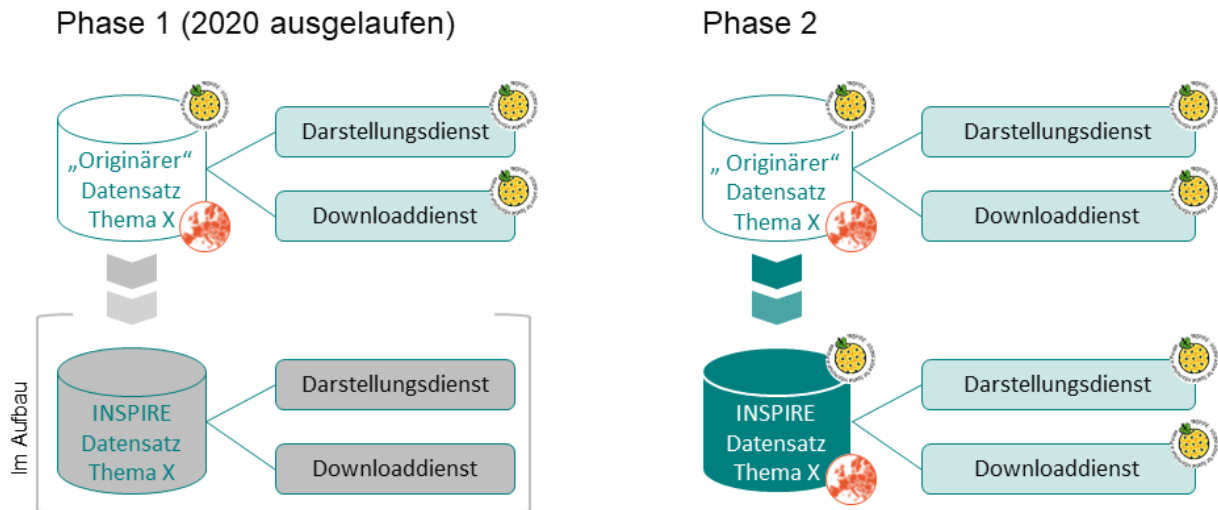 Phase 1 (2020 ausgelaufen)
„Originärer“
Datensatz
Thema X
Darstellungsdienst
Downloaddienst
Im Aufbau
INSPIRE
Datensatz
Thema X
Darstellungsdienst
Downloaddienst
Phase 2
„ Originärer“
Datensatz
Thema X
Darstellungsdienst
Downloaddienst
INSPIRE
Datensatz
Thema X
Darstellungsdienst
Downloaddienst